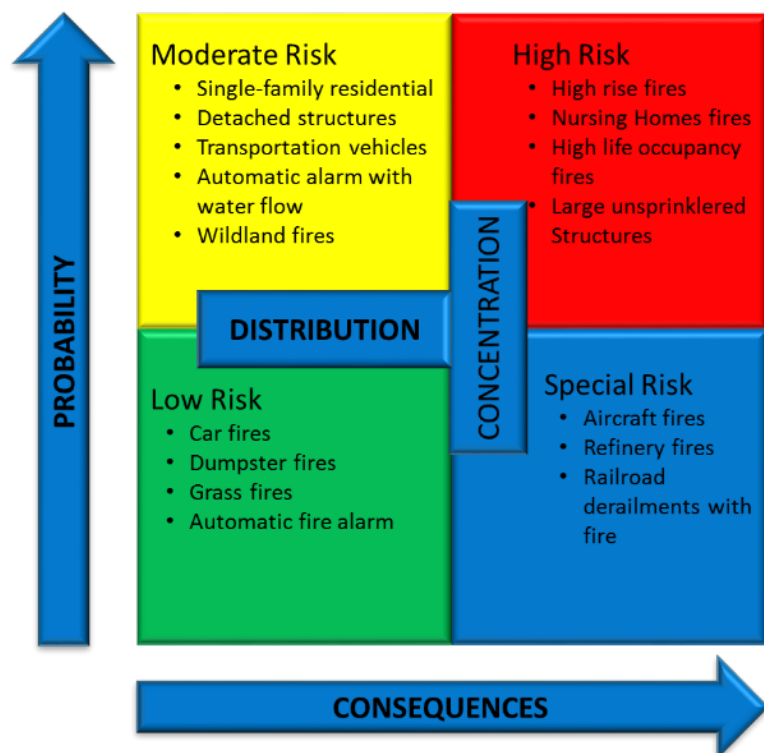 PROBABILITY
Moderate Risk
• Single-family residential
• Detached structures
• Transportation vehicles
• Automatic alarm with
water flow
• Wildland fires
High Risk
• High rise fires
• Nursing Homes fires
• High life occupancy
fires
• Large unsprinklered
Structures
DISTRIBUTION
CONCENTRATION
Low Risk
• Car fires
• Dumpster fires
• Grass fires
• Automatic fire alarm
Special Risk
• Aircraft fires
• Refinery fires
• Railroad
derailments with
fire
CONSEQUENCES